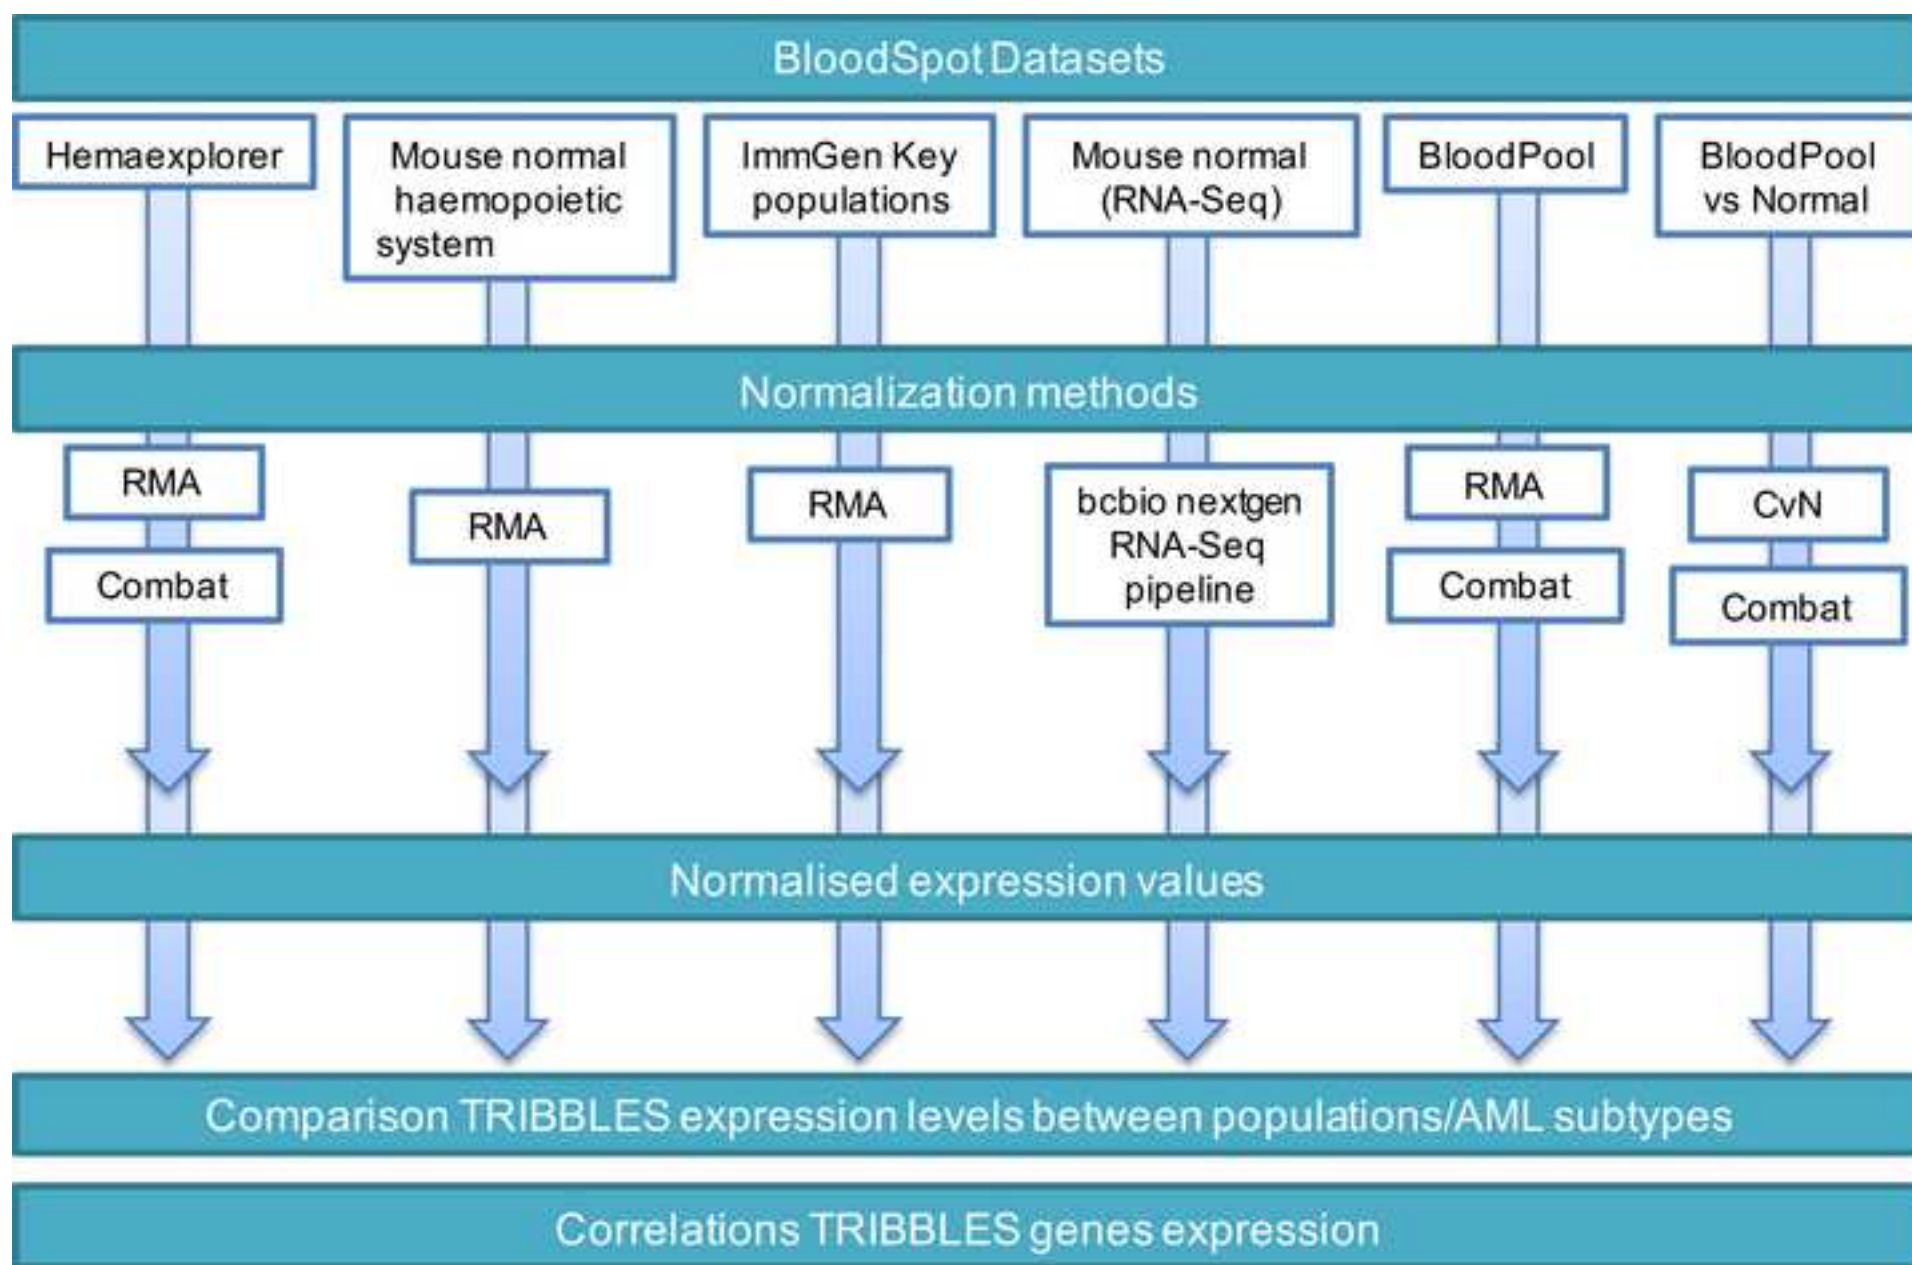 BloodSpot Datasets
Hemaexplorer
Mouse normal
haemopoietic
system
ImmGen Key
populations
Mouse normal
(RNA-Seq)
BloodPool
BloodPool
vs Normal
Normalization methods
RMA
Combat
RMA
RMA
bcbio nextgen
RNA-Seq
pipeline
RMA
Combat
CvN
Combat
Normalised expression values
Comparison TRIBBLES expression levels between populations/AML subtypes
Correlations TRIBBLES genes expression